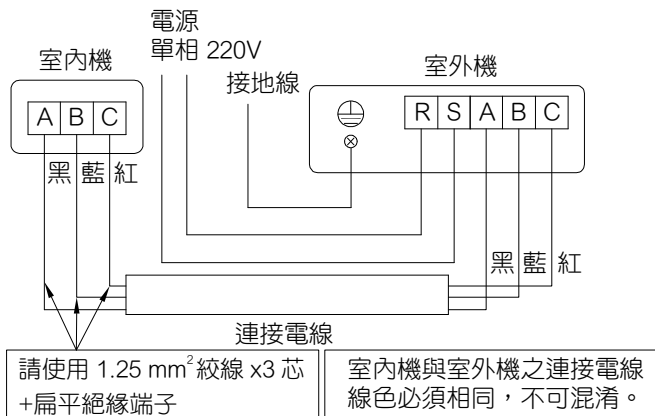 電源
單相 220V
室內機
接地線
室外機
A B C
R S A B C
黑 藍 紅
黑 藍 紅
連接電線
請使用 1.25 mm² 絞線 x3 芯
+扁平絕緣端子
室內機與室外機之連接電線
線色必須相同，不可混淆。